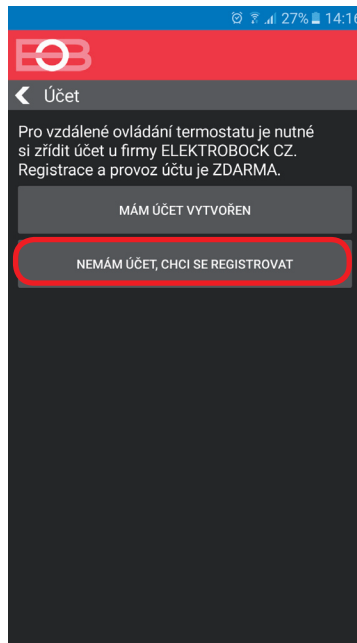 27% 14:16
EOB
Účet
Pro vzdálené ovládání termostatu je nutné
si zřídit účet u firmy ELEKTROBOCK CZ.
Registrace a provoz účtu je ZDARMA.
MÁM ÚČET VYTVOŘEN
NEMÁM ÚČET, CHCI SE REGISTROVAT